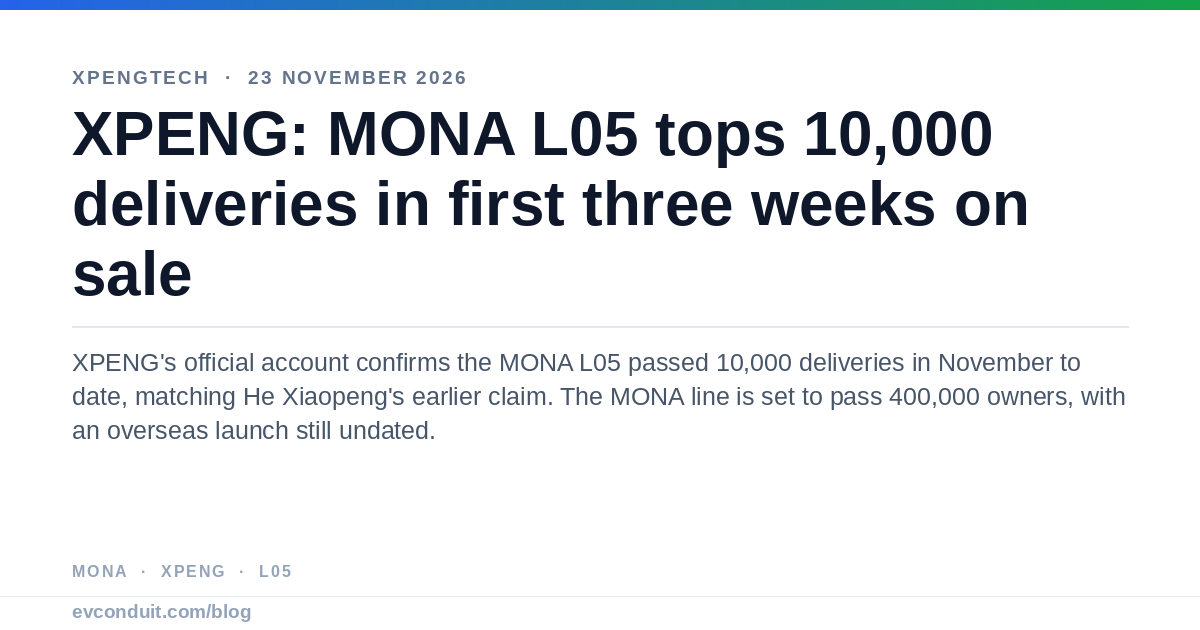 XPENGTECH · 23 NOVEMBER 2026
XPENG: MONA L05 tops 10,000
deliveries in first three weeks on
sale
XPENG's official account confirms the MONA L05 passed 10,000 deliveries in November to
date, matching He Xiaopeng's earlier claim. The MONA line is set to pass 400,000 owners, with
an overseas launch still undated.
MONA · XPENG · L05
evconduit.com/blog